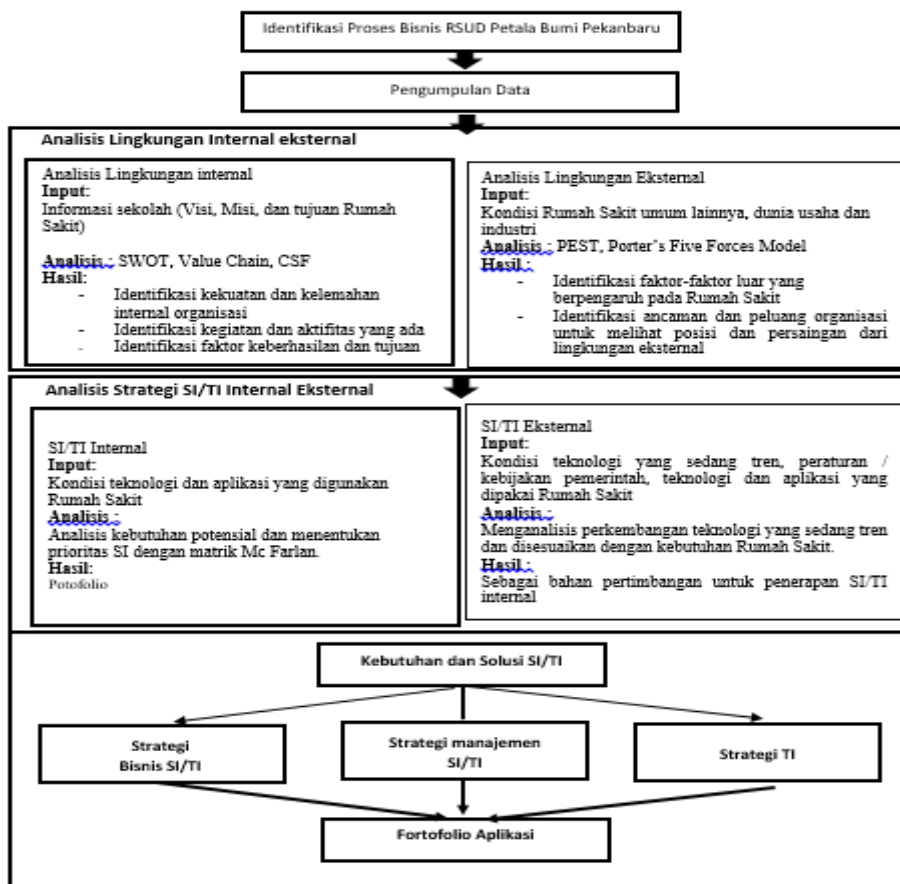 Identifikasi Proses Bisnis RSUD Petala Bumi Pekanbaru
Pengumpulan Data
Analisis Lingkungan Internal eksternal
Analisis Lingkungan internal
Input:
Informasi sekolah (Visi, Misi, dan tujuan Rumah
Sakit)
Analisis : SWOT, Value Chain, CSF
Hasil:
- Identifikasi kekuatan dan kelemahan
internal organisasi
- Identifikasi kegiatan dan aktifitas yang ada
- Identifikasi faktor keberhasilan dan tujuan
Analisis Lingkungan Eksternal
Input:
Kondisi Rumah Sakit umum lainnya, dunia usaha dan
industri
Analisis : PEST, Porter's Five Forces Model
Hasil :
- Identifikasi faktor-faktor luar yang
berpengaruh pada Rumah Sakit
- Identifikasi ancaman dan peluang organisasi
untuk melihat posisi dan persaingan dari
lingkungan eksternal
Analisis Strategi SI/TI Internal Eksternal
SI/TI Internal
Input:
Kondisi teknologi dan aplikasi yang digunakan
Rumah Sakit
Analisis :
Analisis kebutuhan potensial dan menentukan
prioritas SI dengan matrik Mc Farlan.
Hasil:
Potofolio
SI/TI Eksternal
Input:
Kondisi teknologi yang sedang tren, peraturan /
kebijakan pemerintah, teknologi dan aplikasi yang
dipakai Rumah Sakit
Analisis :
Menganalisis perkembangan teknologi yang sedang tren
dan disesuaikan dengan kebutuhan Rumah Sakit.
Hasil :
Sebagai bahan pertimbangan untuk penerapan SI/TI
internal
Kebutuhan dan Solusi SI/TI
Strategi
Bisnis SI/TI
Strategi manajemen
SI/TI
Strategi TI
Fortofolio Aplikasi